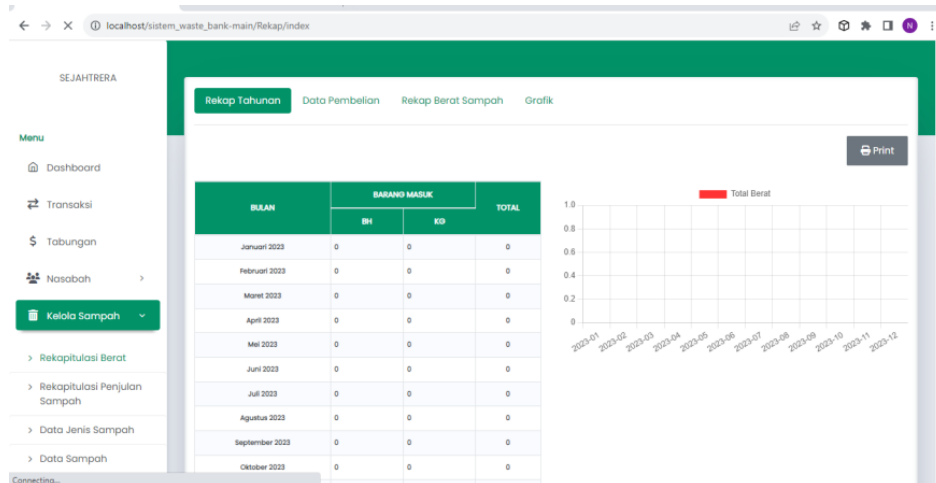 localhost/sistem_waste_bank-main/Rekap/index
N
SEJAHTRERA
Menu
Dashboard
Transaksi
$ Tabungan
Nasabah
Kelola Sampah
> Rekapitulasi Berat
> Rekapitulasi Penjulan
Sampah
> Data Jenis Sampah
> Data Sampah
Connecting...
Rekap Tahunan Data Pembelian Rekap Berat Sampah Grafik
Print
BULAN BARANG MASUK TOTAL
BH KG
Januari 2023 0 0 0
Februari 2023 0 0 0
Maret 2023 0 0 0
April 2023 0 0 0
Mei 2023 0 0 0
Juni 2023 0 0 0
Juli 2023 0 0 0
Agustus 2023 0 0 0
September 2023 0 0 0
Oktober 2023 0 0 0
Total Berat
1.0
0.8
0.6
0.4
0.2
0
2023-01 2023-02 2023-03 2023-04 2023-05 2023-06 2023-07 2023-08 2023-09 2023-10 2023-11 2023-12